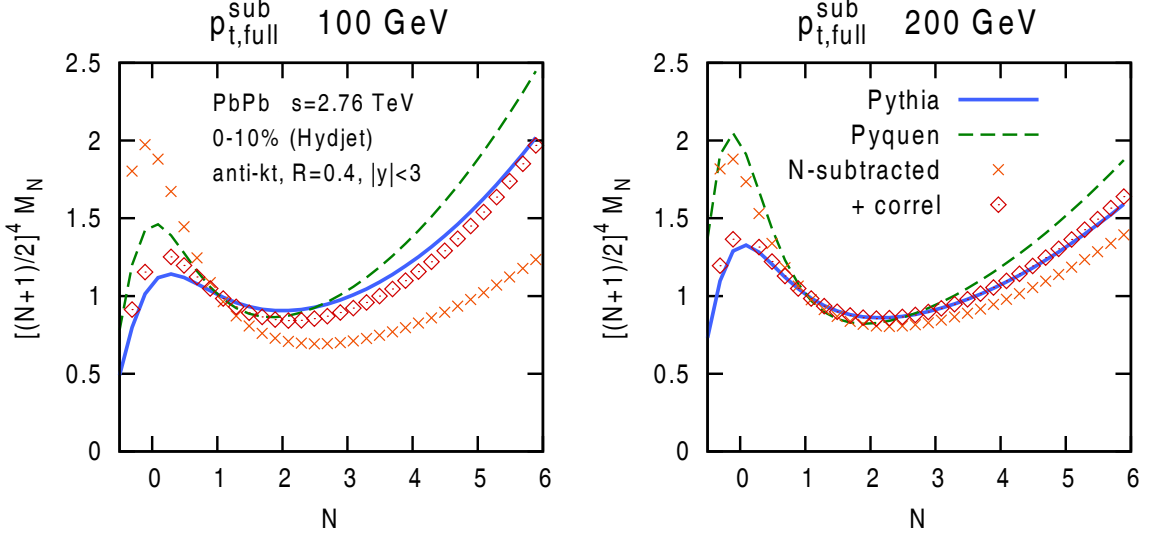 p_{t,full}^{sub} 100 GeV
[(N+1)/2]^4 M_N
2.5
2
1.5
1
0.5
0
PbPb s=2.76 TeV
0-10% (Hydjet)
anti-kt, R=0.4, |y|<3
0 1 2 3 4 5 6
N
p_{t,full}^{sub} 200 GeV
[(N+1)/2]^4 M_N
2.5
2
1.5
1
0.5
0
Pythia
Pyquen
N-subtracted
+ correl
0 1 2 3 4 5 6
N